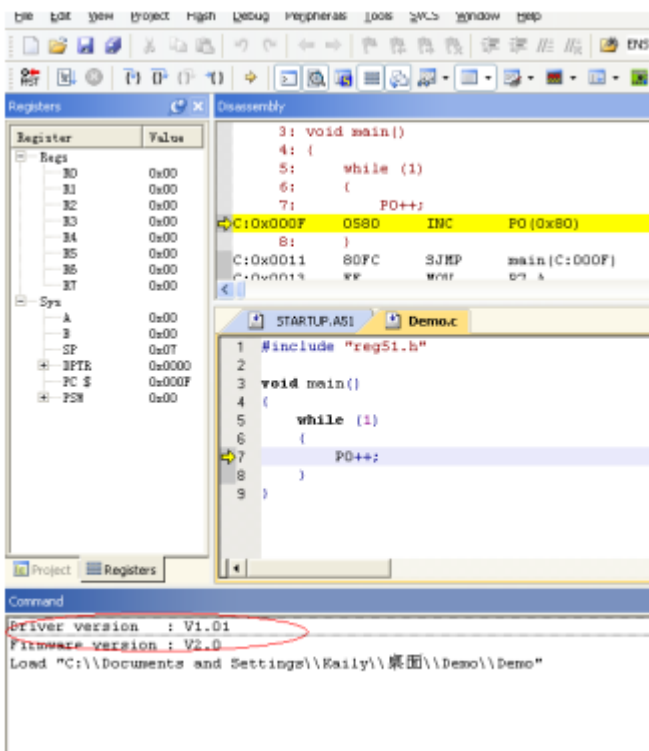 File Edit View Project Flash Debug Peripherals Tools SVCS Window Help
RST
Registers
Register Value
Regs
R0 0x00
R1 0x00
R2 0x00
R3 0x00
R4 0x00
R5 0x00
R6 0x00
R7 0x00
Sys
A 0x00
B 0x00
SP 0x07
DPTR 0x0000
PC $ 0x000F
PSW 0x00
Project Registers
Disassembly
3: void main()
4: {
5: while (1)
6: {
7: P0++;
C:0x000F 0580 INC P0(0x80)
8: }
C:0x0011 80FC SJMP main(C:000F)
C:0x0013
STARTUP.A51 Demo.c
1 #include "reg51.h"
2
3 void main()
4 {
5 while (1)
6 {
7 P0++;
8 }
9 }
Command
Driver version : V1.01
Firmware version : V2.0
Load "C:\\Documents and Settings\\Kaily\\桌面\\Demo\\Demo"